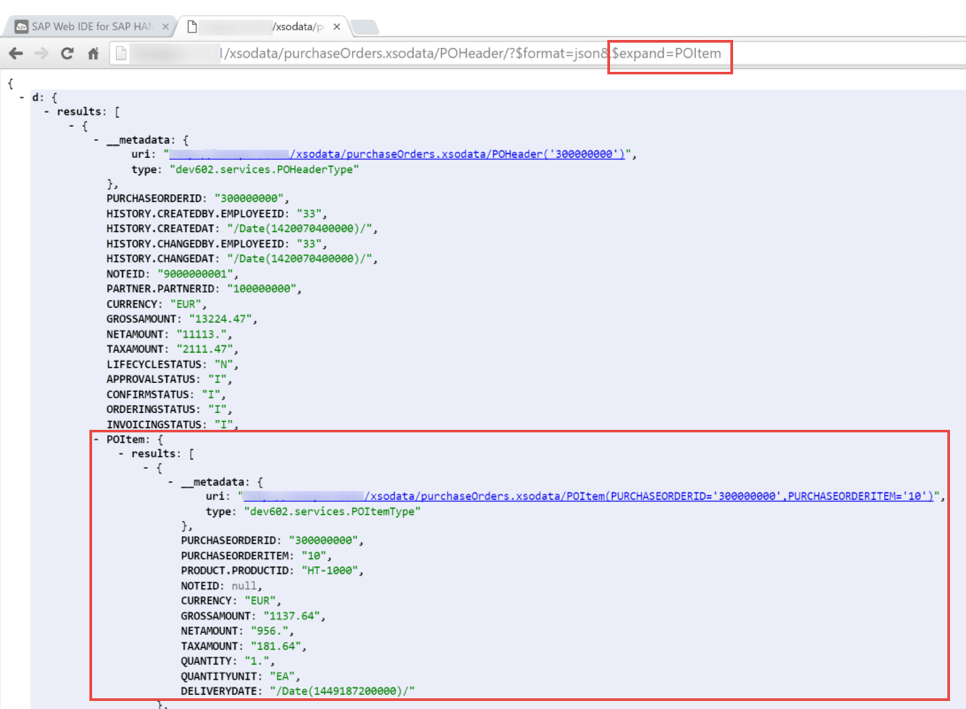 SAP Web IDE for SAP HAN ×
/xsodata/p ×
/xsodata/purchaseOrders.xsodata/POHeader/?$format=json& $expand=POItem
{
- d: {
- results: [
- {
- __metadata: {
uri: " /xsodata/purchaseOrders.xsodata/POHeader('300000000')",
type: "dev602.services.POHeaderType"
},
PURCHASEORDERID: "300000000",
HISTORY.CREATEDBY.EMPLOYEEID: "33",
HISTORY.CREATEDAT: "/Date(1420070400000)/",
HISTORY.CHANGEDBY.EMPLOYEEID: "33",
HISTORY.CHANGEDAT: "/Date(1420070400000)/",
NOTEID: "9000000001",
PARTNER.PARTNERID: "100000000",
CURRENCY: "EUR",
GROSSAMOUNT: "13224.47",
NETAMOUNT: "11113.",
TAXAMOUNT: "2111.47",
LIFECYCLESTATUS: "N",
APPROVALSTATUS: "I",
CONFIRMSTATUS: "I",
ORDERINGSTATUS: "I",
INVOICINGSTATUS: "I",
- POItem: {
- results: [
- {
- __metadata: {
uri: " /xsodata/purchaseOrders.xsodata/POItem(PURCHASEORDERID='300000000',PURCHASEORDERITEM='10')",
type: "dev602.services.POItemType"
},
PURCHASEORDERID: "300000000",
PURCHASEORDERITEM: "10",
PRODUCT.PRODUCTID: "HT-1000",
NOTEID: null,
CURRENCY: "EUR",
GROSSAMOUNT: "1137.64",
NETAMOUNT: "956.",
TAXAMOUNT: "181.64",
QUANTITY: "1.",
QUANTITYUNIT: "EA",
DELIVERYDATE: "/Date(1449187200000)/"
},